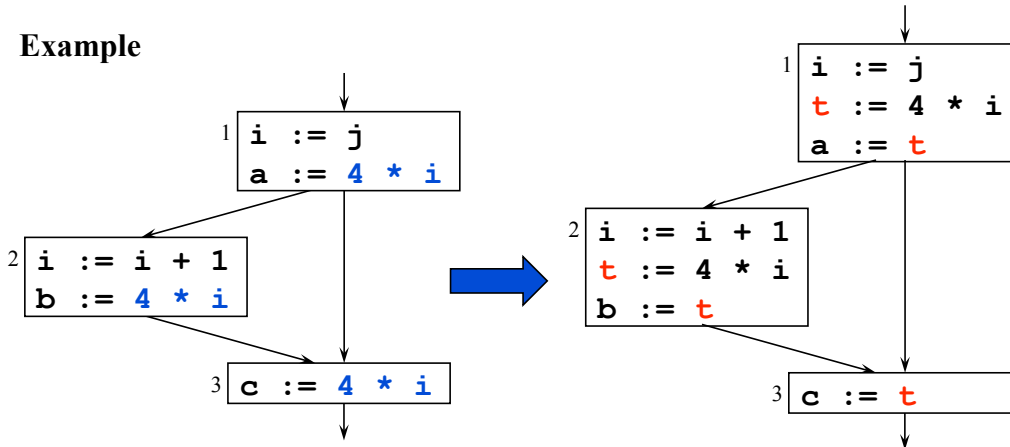 Example
1
i := j
a := 4 * i
2
i := i + 1
b := 4 * i
3
c := 4 * i
1
i := j
t := 4 * i
a := t
2
i := i + 1
t := 4 * i
b := t
3
c := t